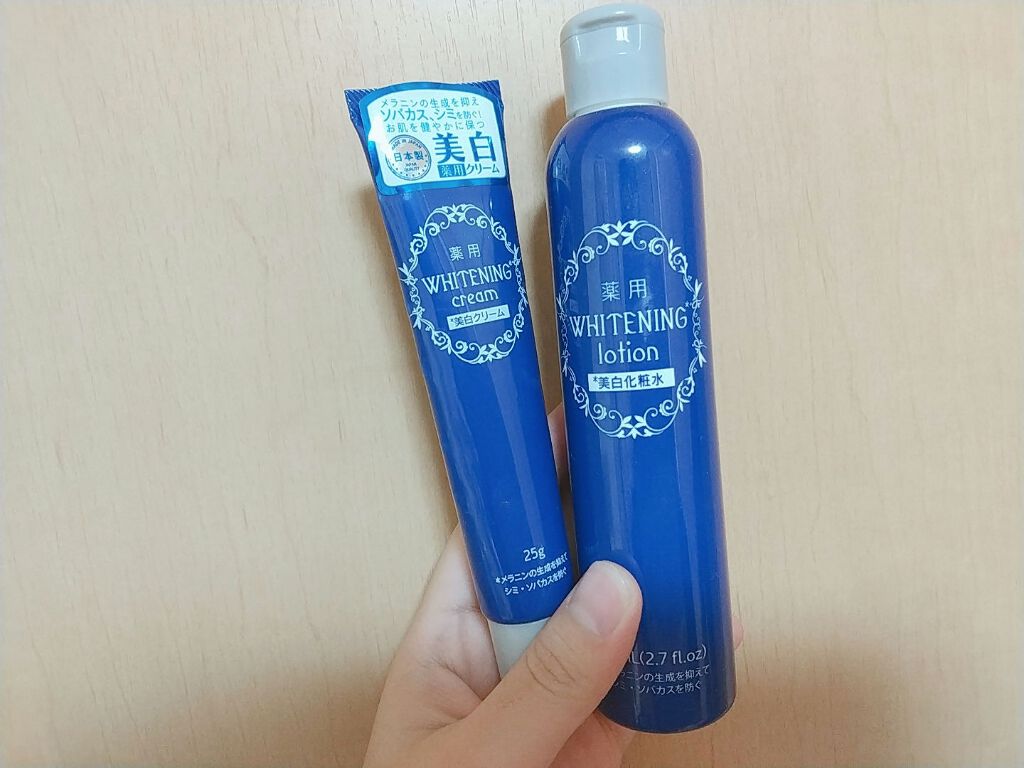 メラニンの生成を抑え
ソバカス、シミを防ぐ!
お肌を健やかに保つ
MADE IN JAPAN
日本製
美白
薬用クリーム
薬用
WHITENING*
cream
*美白クリーム
25g
*メラニンの生成を抑えて
シミ・ソバカスを防ぐ
薬用
WHITENING*
lotion
*美白化粧水
L(2.7 fl.oz)
ラニンの生成を抑えて
シミ・ソバカスを防ぐ